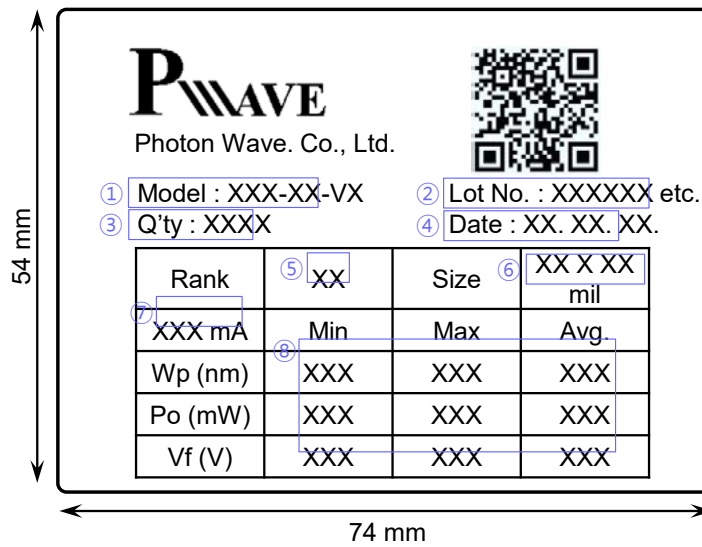 PWAVE
Photon Wave. Co., Ltd.
① Model : XXX-XX-VX ② Lot No. : XXXXXX etc.
③ Q'ty : XXXX ④ Date : XX. XX. XX.
Rank ⑤ XX Size ⑥ XX X XX mil
⑦ XXX mA Min Max Avg.
⑧
Wp (nm) XXX XXX XXX
Po (mW) XXX XXX XXX
Vf (V) XXX XXX XXX
54 mm
74 mm